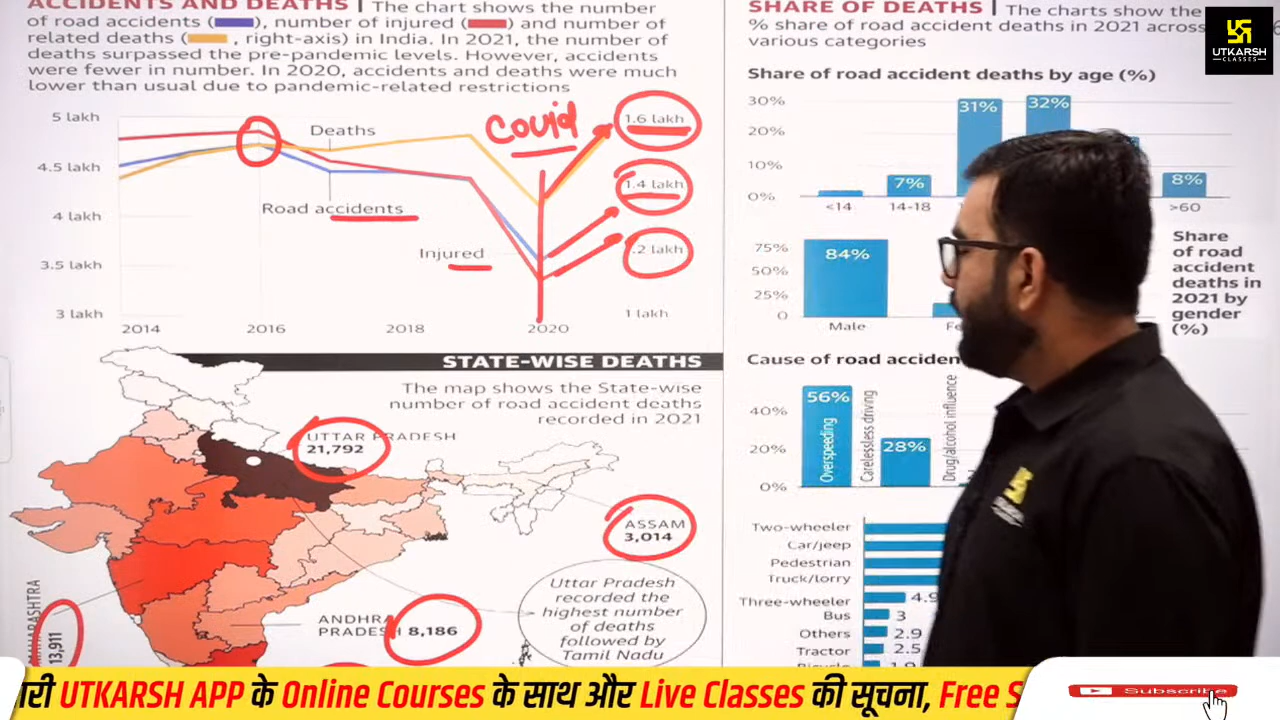 ACCIDENTS AND DEATHS | The chart shows the number
of road accidents ( ), number of injured ( ) and number of
related deaths ( , right-axis) in India. In 2021, the number of
deaths surpassed the pre-pandemic levels. However, accidents
were fewer in number. In 2020, accidents and deaths were much
lower than usual due to pandemic-related restrictions
5 lakh
4.5 lakh
4 lakh
3.5 lakh
3 lakh
Deaths
Road accidents
Injured
Covid
1.6 lakh
1.4 lakh
.2 lakh
1 lakh
2014
2016
2018
2020
STATE-WISE DEATHS
The map shows the State-wise
number of road accident deaths
recorded in 2021
UTTAR PRADESH
21,792
ASSAM
3,014
MAHARASHTRA
13,911
ANDHRA
PRADESH 8,186
Uttar Pradesh
recorded the
highest number
of deaths
followed by
Tamil Nadu
SHARE OF DEATHS | The charts show the
% share of road accident deaths in 2021 across
various categories
Share of road accident deaths by age (%)
30%
20%
10%
0%
31%
32%
7%
8%
<14
14-18
>60
75%
50%
25%
0
84%
Male
Share
of road
accident
deaths in
2021 by
gender
(%)
Cause of road acciden
40%
20%
0%
56%
Overspeeding
Carelessless driving
28%
Drug/alcohol influence
Two-wheeler
Car/jeep
Pedestrian
Truck/lorry
Three-wheeler 4.9
Bus 3
Others 2.9
Tractor 2.5
Bicycle 1.9
UTKARSH
CLASSES
UTKARSH
CLASSES
ारी UTKARSH APP के Online Courses के साथ और Live Classes की सूचना, Free S
Subscribe